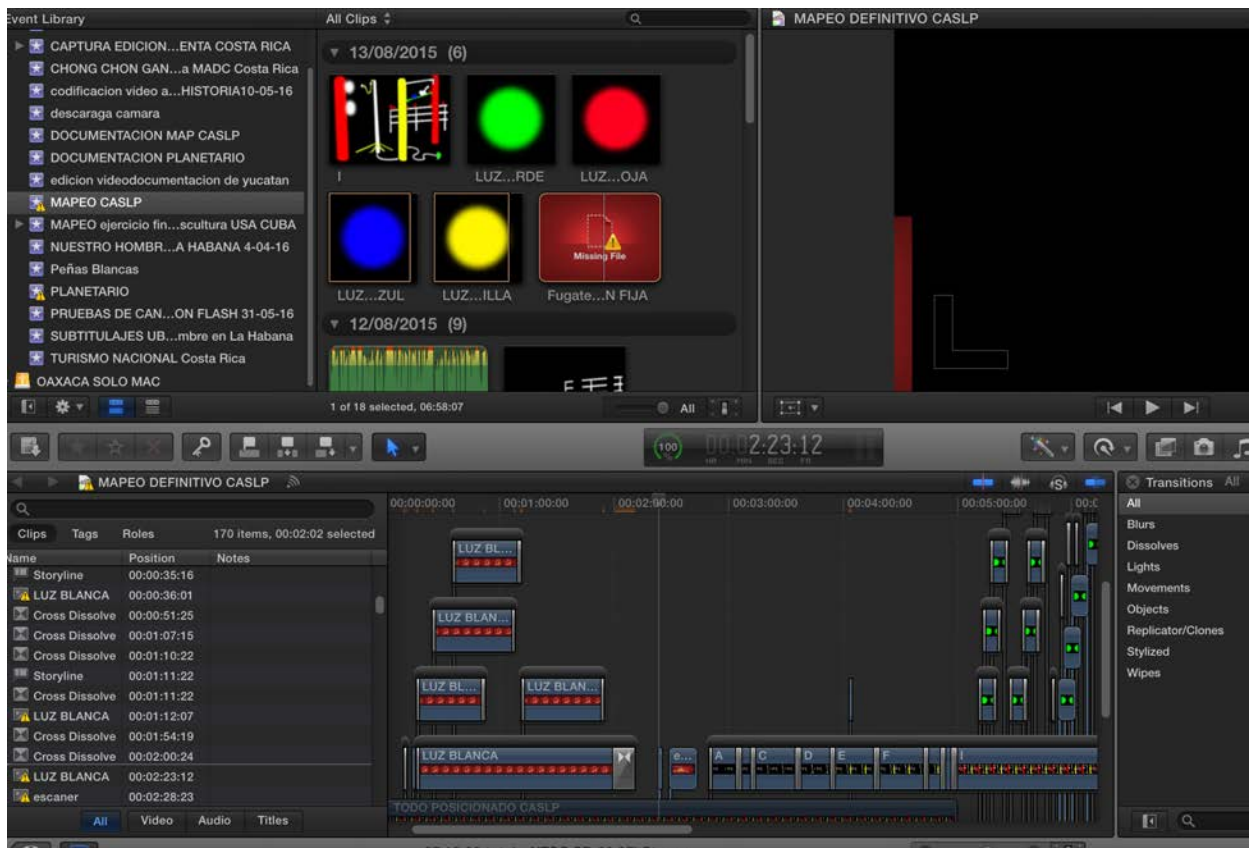 Event Library
CAPTURA EDICION...ENTA COSTA RICA
CHONG CHON GAN...a MADC Costa Rica
codificacion video a...HISTORIA10-05-16
descaraga camara
DOCUMENTACION MAP CASLP
DOCUMENTACION PLANETARIO
edicion videodocumentacion de yucatan
MAPEO CASLP
MAPEO ejercicio fin...scultura USA CUBA
NUESTRO HOMBR...A HABANA 4-04-16
Peñas Blancas
PLANETARIO
PRUEBAS DE CAN...ON FLASH 31-05-16
SUBTITULAJES UB...mbre en La Habana
TURISMO NACIONAL Costa Rica
OAXACA SOLO MAC
All Clips
13/08/2015 (6)
I
LUZ...RDE
LUZ...OJA
Missing File
LUZ...ZUL
LUZ...ILLA
Fugate...N FIJA
12/08/2015 (9)
1 of 18 selected, 06:58:07
All
MAPEO DEFINITIVO CASLP
100
00:02:23:12
HR MIN SEC FR
MAPEO DEFINITIVO CASLP
Clips Tags Roles 170 items, 00:02:02 selected
Name Position Notes
Storyline 00:00:35:16
LUZ BLANCA 00:00:36:01
Cross Dissolve 00:00:51:25
Cross Dissolve 00:01:07:15
Cross Dissolve 00:01:10:22
Storyline 00:01:11:22
Cross Dissolve 00:01:11:22
LUZ BLANCA 00:01:12:07
Cross Dissolve 00:01:54:19
Cross Dissolve 00:02:00:24
LUZ BLANCA 00:02:23:12
escaner 00:02:28:23
All Video Audio Titles
00:00:00:00 00:01:00:00 00:02:00:00 00:03:00:00 00:04:00:00 00:05:00:00
LUZ BL...
LUZ BLAN...
LUZ BL... LUZ BLAN...
LUZ BLANCA e... A C D E F I
TODO POSICIONADO CASLP
Transitions All
All
Blurs
Dissolves
Lights
Movements
Objects
Replicator/Clones
Stylized
Wipes